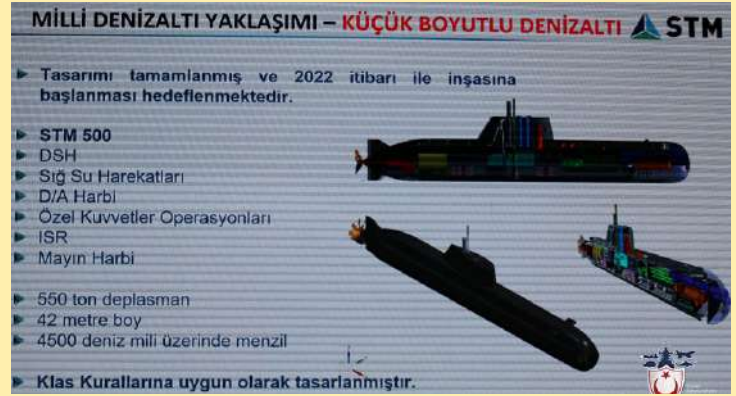 MİLLİ DENİZALTI YAKLAŞIMI – KÜÇÜK BOYUTLU DENİZALTI STM
Tasarımı tamamlanmış ve 2022 itibarı ile inşasına
başlanması hedeflenmektedir.
STM 500
DSH
Sığ Su Harekatları
D/A Harbi
Özel Kuvvetler Operasyonları
ISR
Mayın Harbi
550 ton deplasman
42 metre boy
4500 deniz mili üzerinde menzil
Klas Kurallarına uygun olarak tasarlanmıştır.